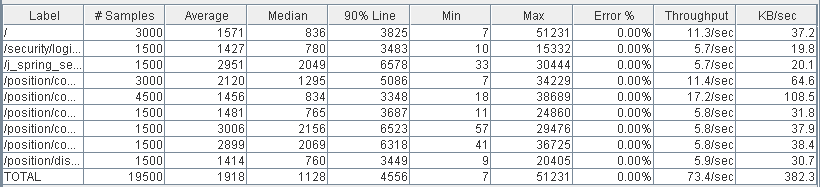 Label # Samples Average Median 90% Line Min Max Error % Throughput KB/sec
/ 3000 1571 836 3825 7 51231 0.00% 11.3/sec 37.2
/security/logi... 1500 1427 780 3483 10 15332 0.00% 5.7/sec 19.8
/j_spring_se... 1500 2951 2049 6578 33 30444 0.00% 5.7/sec 20.1
/position/co... 3000 2120 1295 5086 7 34229 0.00% 11.4/sec 64.6
/position/co... 4500 1456 834 3348 18 38689 0.00% 17.2/sec 108.5
/position/co... 1500 1481 765 3687 11 24860 0.00% 5.8/sec 31.8
/position/co... 1500 3006 2156 6523 57 29476 0.00% 5.8/sec 37.9
/position/co... 1500 2899 2069 6318 41 36725 0.00% 5.8/sec 38.4
/position/dis... 1500 1414 760 3449 9 20405 0.00% 5.9/sec 30.7
TOTAL 19500 1918 1128 4556 7 51231 0.00% 73.4/sec 382.3